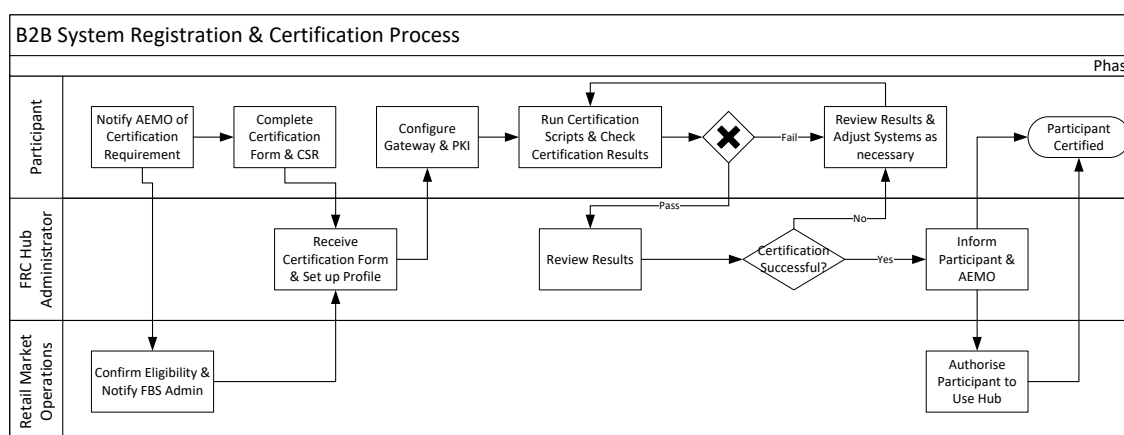 B2B System Registration & Certification Process
Phas
Participant
Notify AEMO of
Certification
Requirement
Complete
Certification
Form & CSR
Configure
Gateway & PKI
Run Certification
Scripts & Check
Certification Results
Fail
Review Results &
Adjust Systems as
necessary
Participant
Certified
Pass
No
FRC Hub
Administrator
Receive
Certification Form
& Set up Profile
Review Results
Certification
Successful?
Yes
Inform
Participant &
AEMO
Retail Market
Operations
Confirm Eligibility &
Notify FBS Admin
Authorise
Participant to
Use Hub